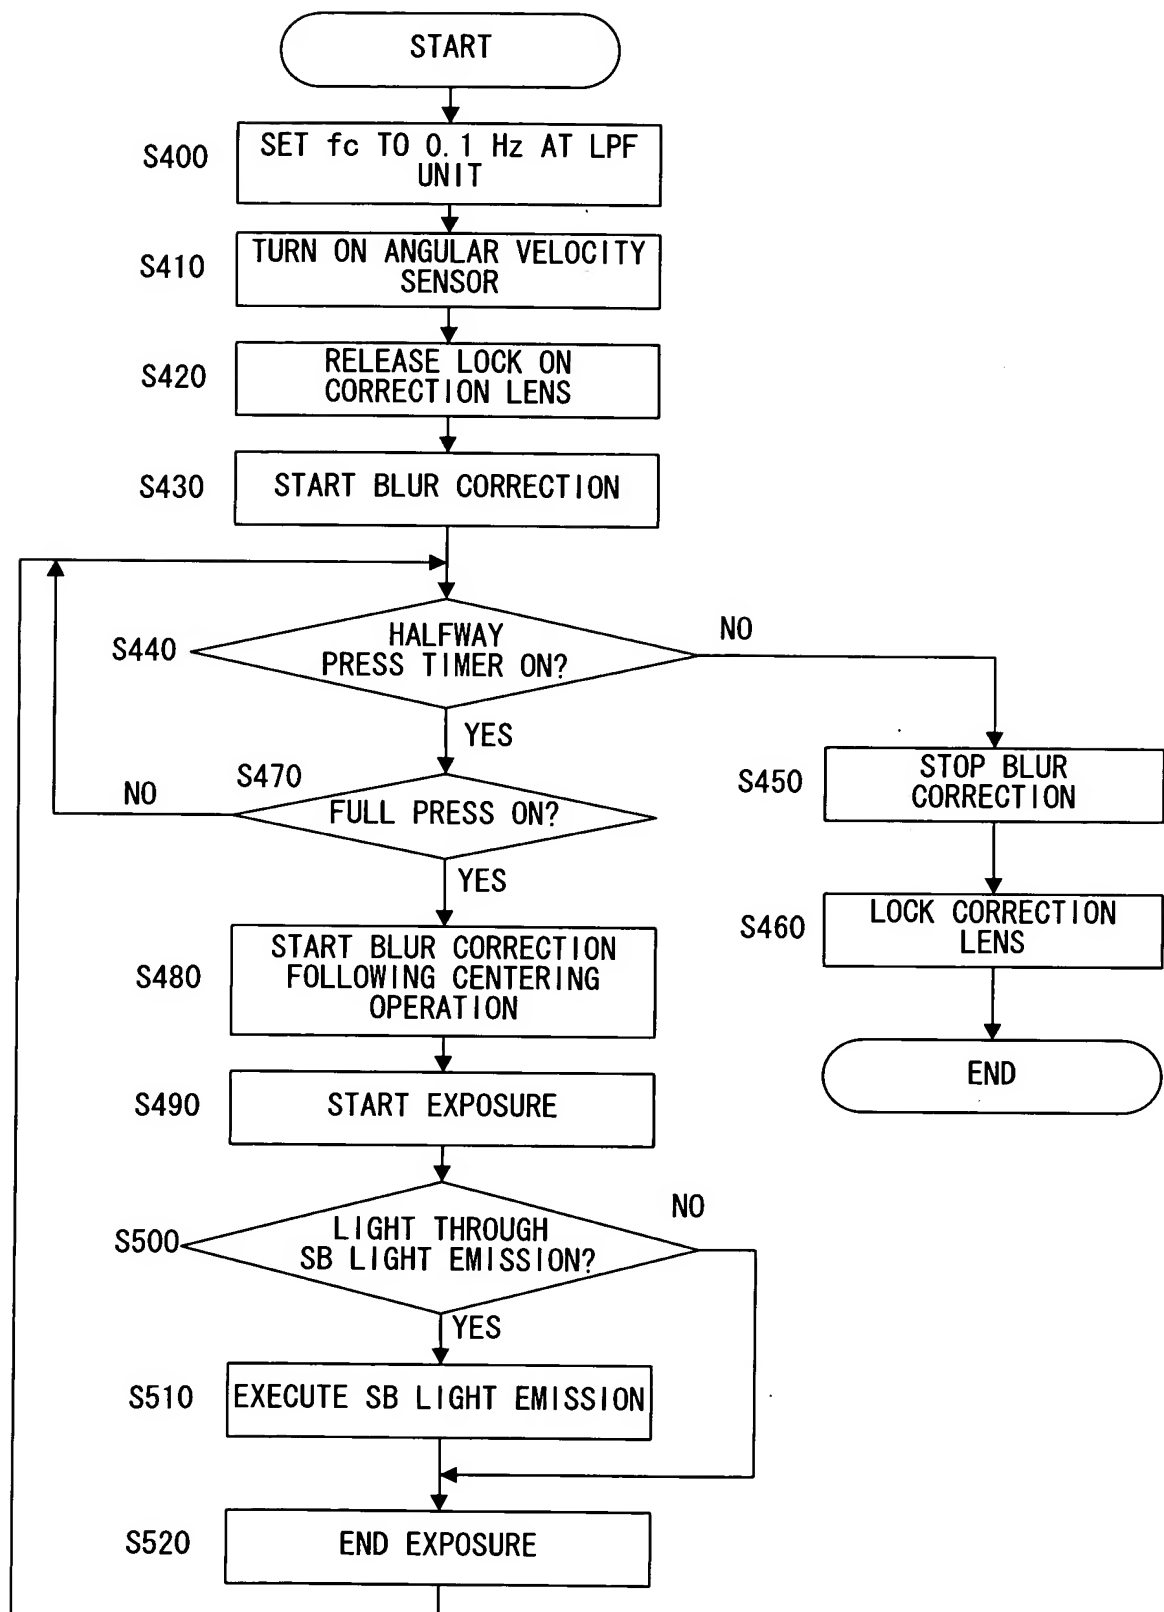 START
S400
SET fc TO 0.1 Hz AT LPF
UNIT
S410
TURN ON ANGULAR VELOCITY
SENSOR
S420
RELEASE LOCK ON
CORRECTION LENS
S430
START BLUR CORRECTION
S440
HALFWAY
PRESS TIMER ON?
NO
YES
S450
STOP BLUR
CORRECTION
S470
FULL PRESS ON?
NO
YES
S460
LOCK CORRECTION
LENS
S480
START BLUR CORRECTION
FOLLOWING CENTERING
OPERATION
END
S490
START EXPOSURE
S500
LIGHT THROUGH
SB LIGHT EMISSION?
NO
YES
S510
EXECUTE SB LIGHT EMISSION
S520
END EXPOSURE